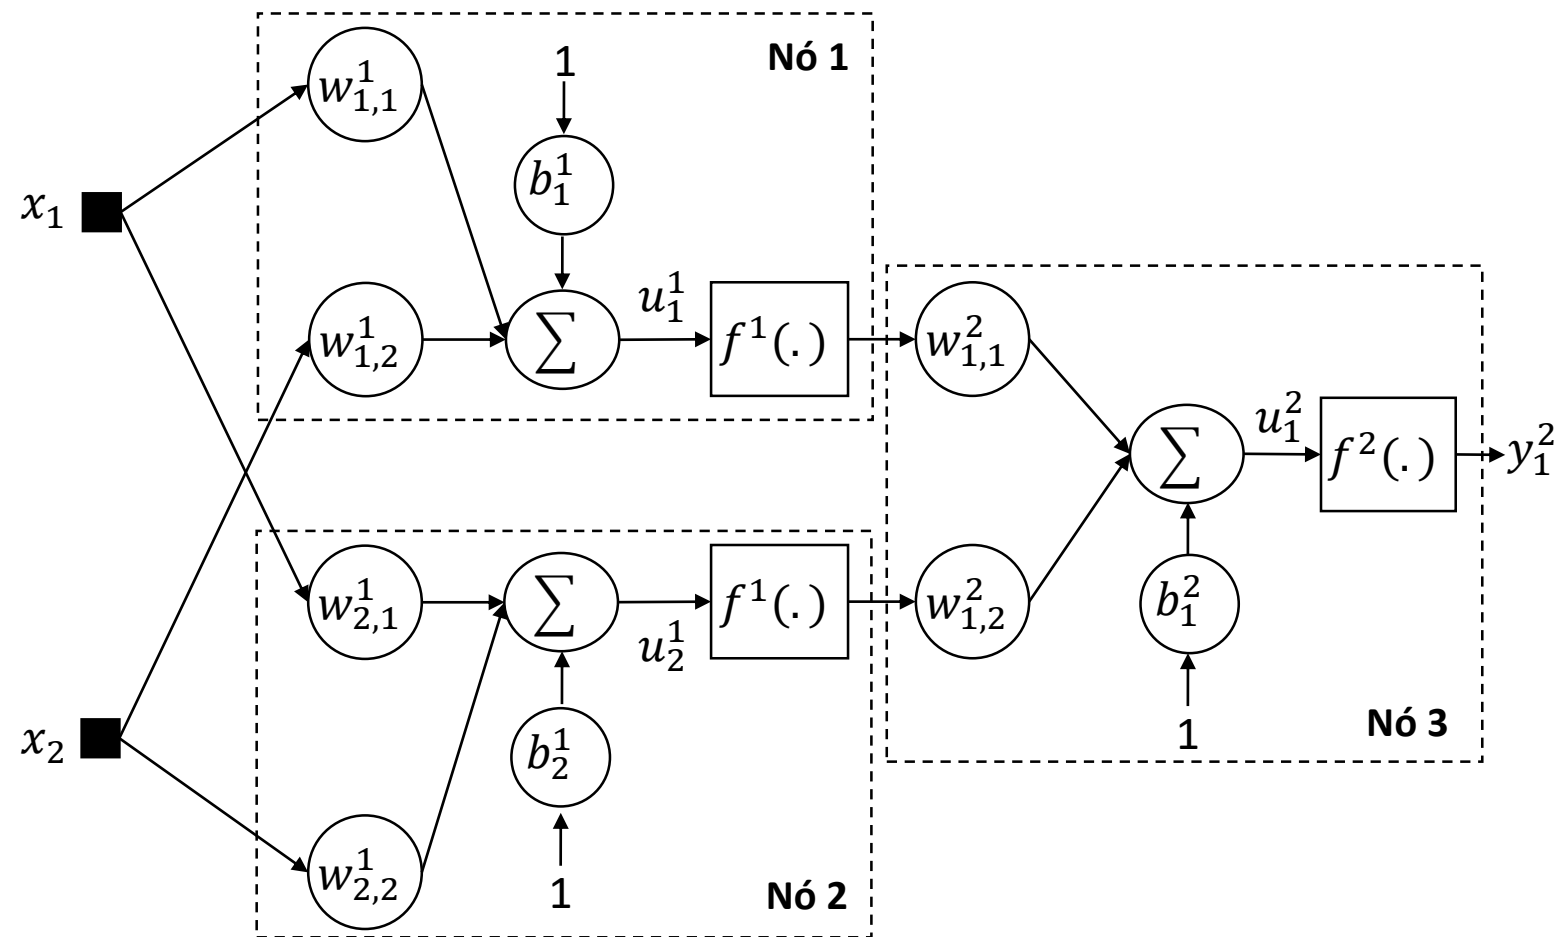 Nó 1
1
w^1_{1,1}
b^1_1
x_1
w^1_{1,2}
∑
u^1_1
f^1(.)
w^2_{1,1}
∑
u^2_1
f^2(.)
y^2_1
w^1_{2,1}
∑
u^1_2
f^1(.)
w^2_{1,2}
b^2_1
1
Nó 3
x_2
b^1_2
w^1_{2,2}
1
Nó 2